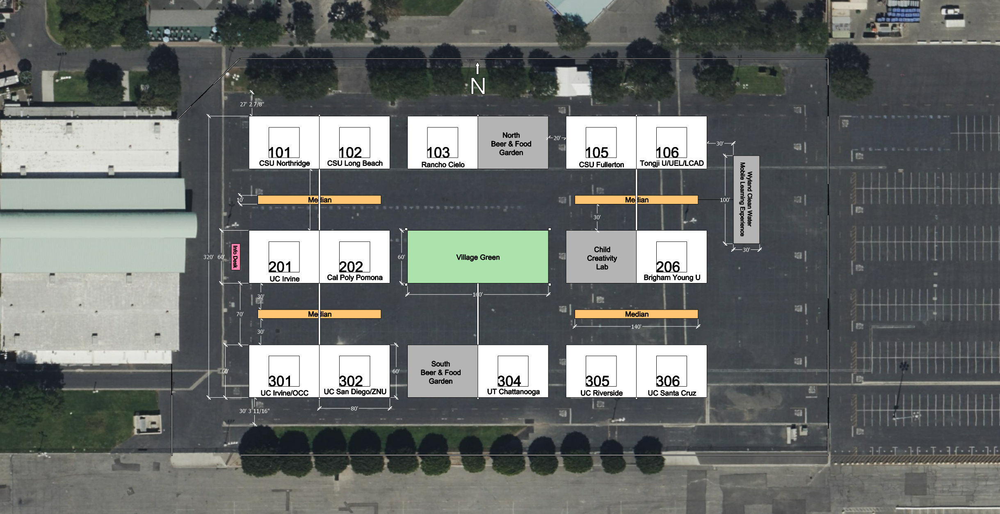 N
27' 2 7/8"
101
CSU Northridge
102
CSU Long Beach
103
Rancho Cielo
North
Beer & Food
Garden
20'
105
CSU Fullerton
106
Tongji U/UEL/LCAD
30'
10'
Median
Median
30'
100'
Wyland Clean Water
Mobile Learning Experience
30'
320'
60'
Info Desk
201
UC Irvine
202
Cal Poly Pomona
60'
Village Green
160'
Child
Creativity
Lab
206
Brigham Young U
30'
70'
Median
30'
Median
140'
60'
301
UC Irvine/OCC
302
UC San Diego/ZNU
60'
South
Beer & Food
Garden
304
UT Chattanooga
305
UC Riverside
306
UC Santa Cruz
30' 3 11/16"
80'